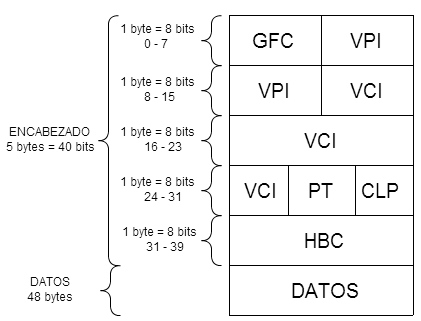 1 byte = 8 bits
0 - 7
GFC
VPI
1 byte = 8 bits
8 - 15
VPI
VCI
ENCABEZADO
5 bytes = 40 bits
1 byte = 8 bits
16 - 23
VCI
1 byte = 8 bits
24 - 31
VCI
PT
CLP
1 byte = 8 bits
31 - 39
HBC
DATOS
48 bytes
DATOS